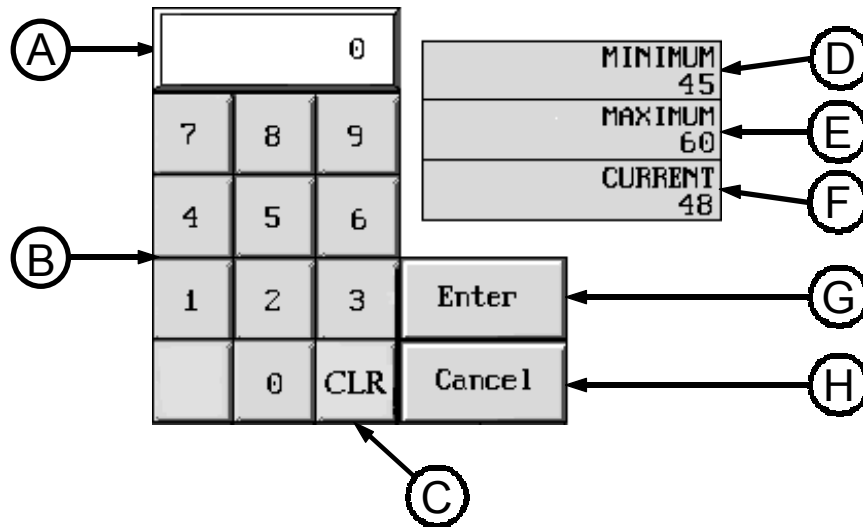 A
0
MINIMUM
45
D
MAXIMUM
60
E
CURRENT
48
F
7 8 9
4 5 6
B
1 2 3
Enter
G
0 CLR
Cancel
H
C